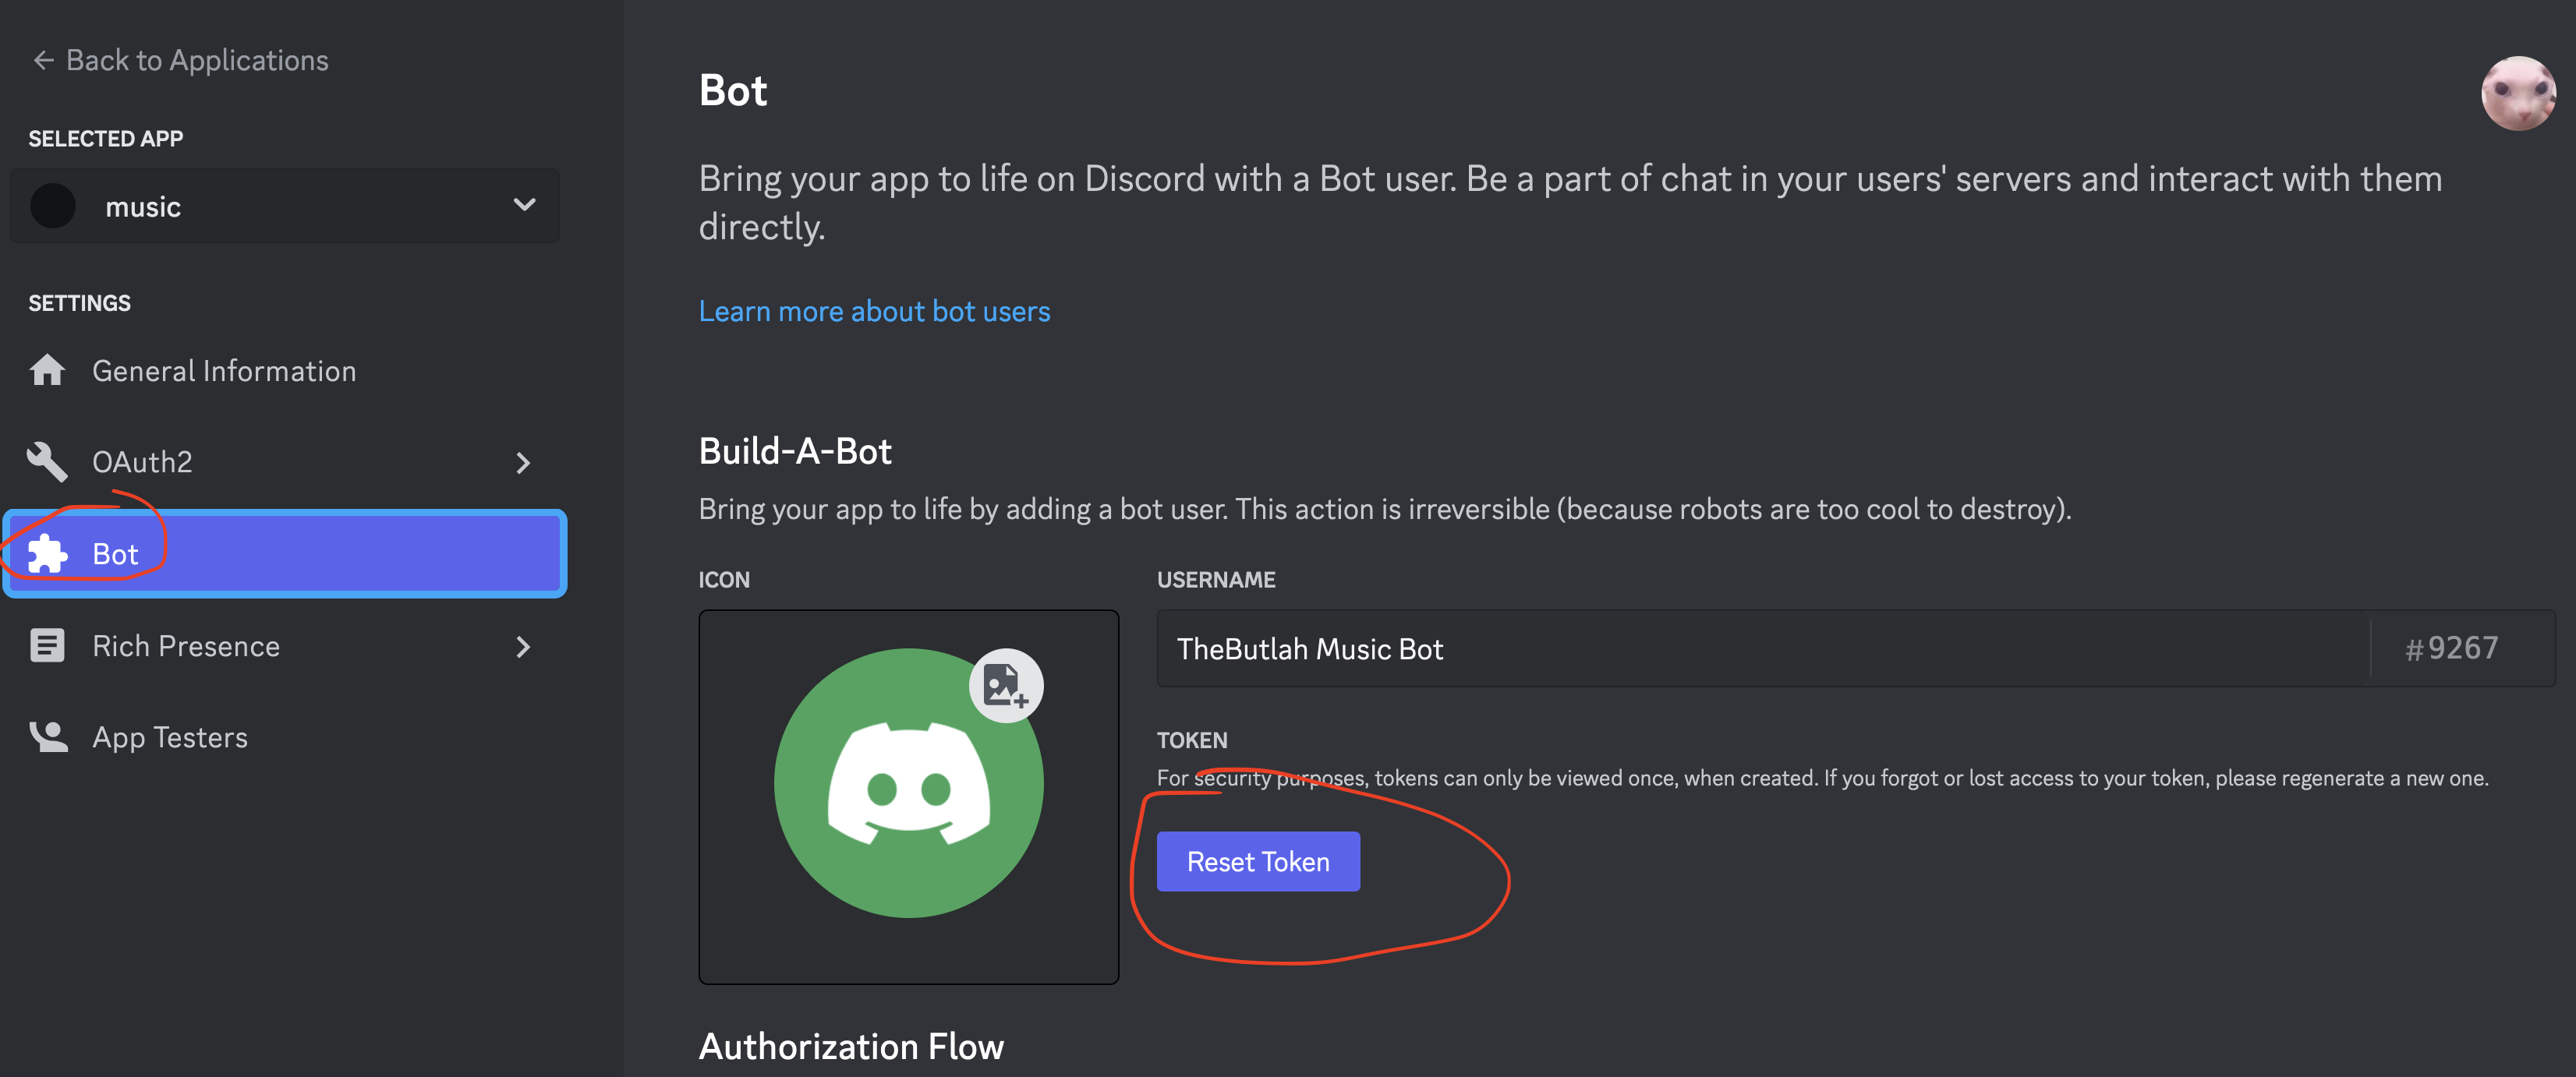 ← Back to Applications
SELECTED APP
music
SETTINGS
General Information
OAuth2
Bot
Rich Presence
App Testers
Bot
Bring your app to life on Discord with a Bot user. Be a part of chat in your users' servers and interact with them
directly.
Learn more about bot users
Build-A-Bot
Bring your app to life by adding a bot user. This action is irreversible (because robots are too cool to destroy).
ICON
USERNAME
TheButlah Music Bot #9267
TOKEN
For security purposes, tokens can only be viewed once, when created. If you forgot or lost access to your token, please regenerate a new one.
Reset Token
Authorization Flow